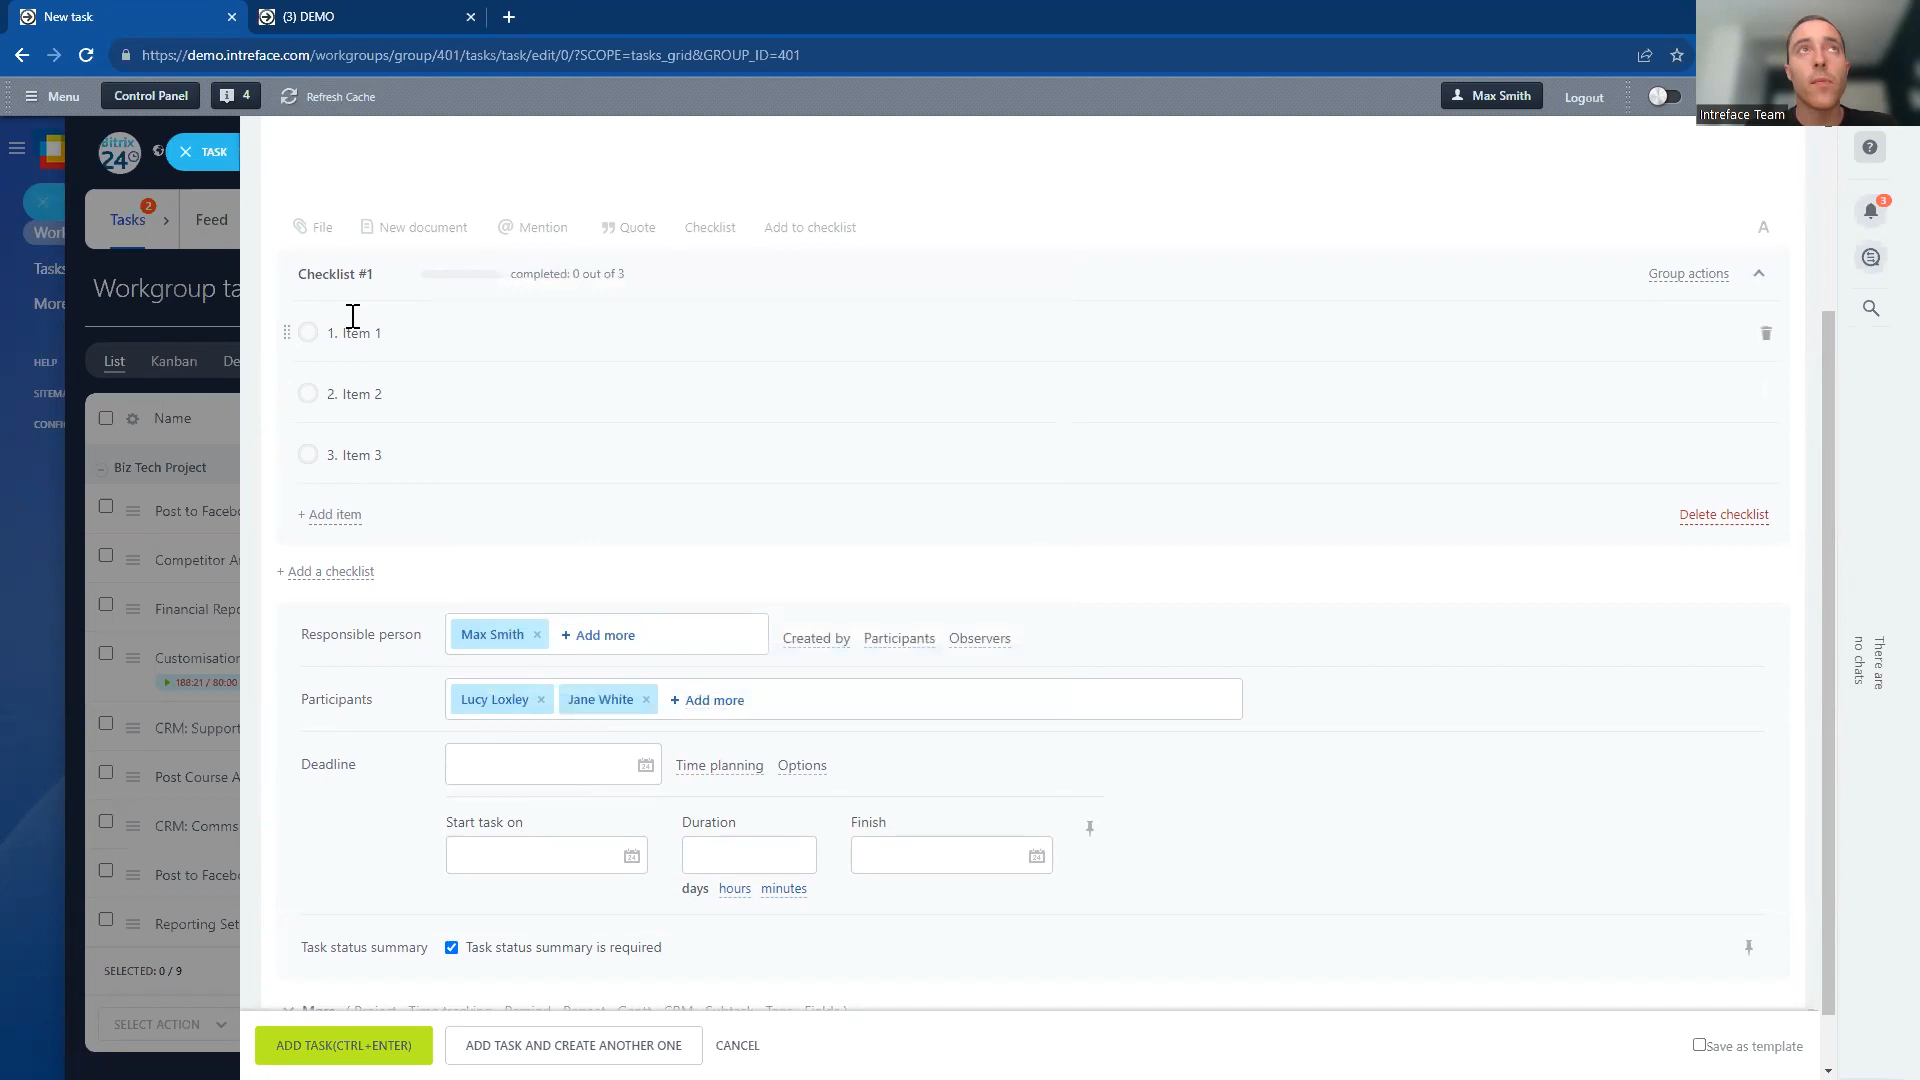 New task
(3) DEMO
https://demo.intreface.com/workgroups/group/401/tasks/task/edit/0/?SCOPE=tasks_grid&GROUP_ID=401
Menu
Control Panel
4
Refresh Cache
Max Smith
Logout
Intreface Team
Bitrix 24
TASK
Tasks
2
Feed
Work
Tasks
More
Workgroup ta
HELP
SITEMA
CONFI
List
Kanban
De
Name
Biz Tech Project
Post to Facebo
Competitor A
Financial Repo
Customisation
188:21 / 80:00
CRM: Support
Post Course A
CRM: Comms
Post to Facebo
Reporting Set
SELECTED: 0 / 9
SELECT ACTION
File
New document
Mention
Quote
Checklist
Add to checklist
A
Checklist #1
completed: 0 out of 3
Group actions
1. Item 1
2. Item 2
3. Item 3
+ Add item
Delete checklist
+ Add a checklist
Responsible person
Max Smith ×
+ Add more
Created by
Participants
Observers
Participants
Lucy Loxley ×
Jane White ×
+ Add more
Deadline
24
Time planning
Options
Start task on
Duration
Finish
24
24
days
hours
minutes
Task status summary
Task status summary is required
More ( Project Time tracking Remind Repeat Gantt CRM Subtask Tags Fields )
ADD TASK(CTRL+ENTER)
ADD TASK AND CREATE ANOTHER ONE
CANCEL
Save as template
?
3
There are no chats